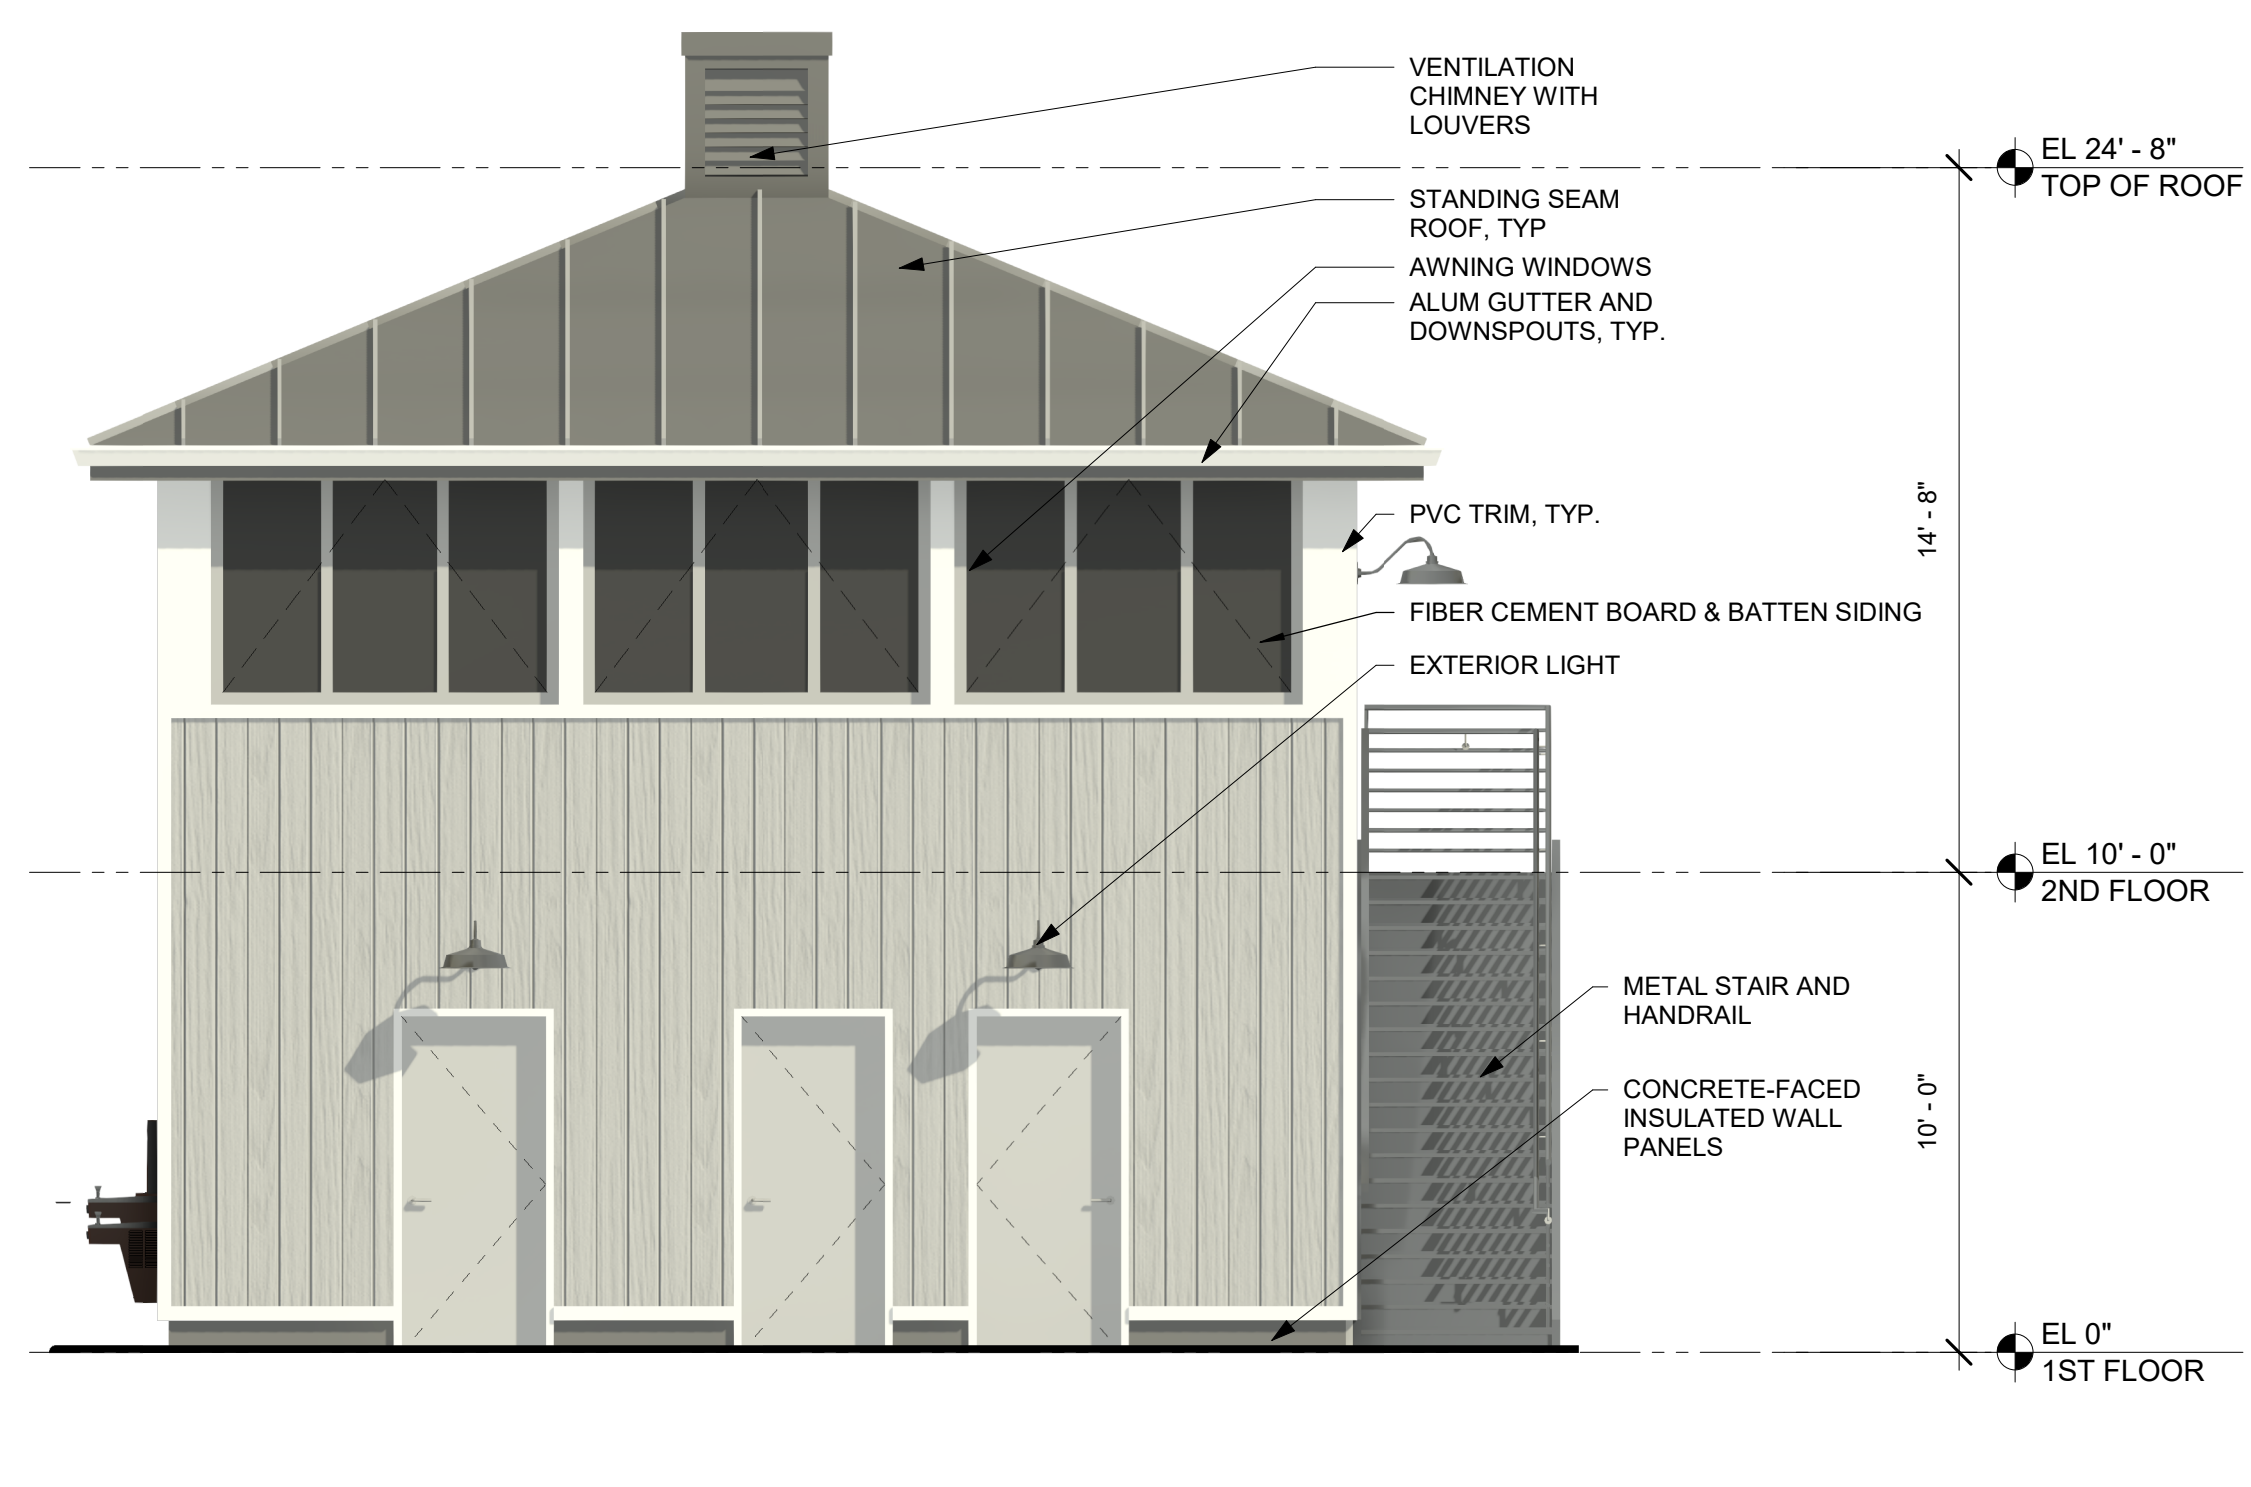 VENTILATION
CHIMNEY WITH
LOUVERS
EL 24' - 8"
TOP OF ROOF
STANDING SEAM
ROOF, TYP
AWNING WINDOWS
ALUM GUTTER AND
DOWNSPOUTS, TYP.
14' - 8"
PVC TRIM, TYP.
FIBER CEMENT BOARD & BATTEN SIDING
EXTERIOR LIGHT
EL 10' - 0"
2ND FLOOR
METAL STAIR AND
HANDRAIL
10' - 0"
CONCRETE-FACED
INSULATED WALL
PANELS
EL 0"
1ST FLOOR